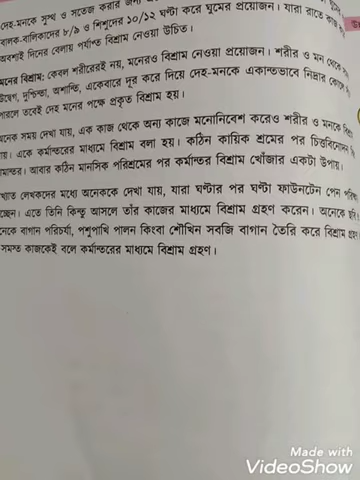 দেহ-মনকে সুস্থ ও সতেজ করার জন্য
বালক-বালিকাদের ৮/৯ ও শিশুদের ১০/১২ ঘণ্টা করে ঘুমের প্রয়োজন। যারা রাতে কাজ
অবশ্যই দিনের বেলায় পর্যাপ্ত বিশ্রাম নেওয়া উচিত।
মনের বিশ্রাম: কেবল শরীরেরই নয়, মনেরও বিশ্রাম নেওয়া প্রয়োজন। শরীর ও মন থেকে
উদ্বেগ, দুশ্চিন্তা, অশান্তি, একেবারে দূর করে দিয়ে দেহ-মনকে একান্তভাবে নিদ্রার কোলে
পারলে তবেই দেহ মনের পক্ষে প্রকৃত বিশ্রাম হয়।
অনেক সময় দেখা যায়, এক কাজ থেকে অন্য কাজে মনোনিবেশ করেও শরীর ও মনকে বিশ্রাম
যায়। একে কর্মান্তরের মাধ্যমে বিশ্রাম বলা হয়। কঠিন কায়িক শ্রমের পর চিত্তবিনোদন
আবার কঠিন মানসিক পরিশ্রমের পর কর্মান্তর বিশ্রাম খোঁজার একটা উপায়।
লেখকদের মধ্যে অনেককে দেখা যায়, যারা ঘণ্টার পর ঘণ্টা ফাউনটেন পেন
এতে তিনি কিন্তু আসলে তাঁর কাজের মাধ্যমে বিশ্রাম গ্রহণ করেন। অনেকে
বাগান পরিচর্যা, পশুপাখি পালন কিংবা শৌখিন সবজি বাগান তৈরি করে বিশ্রাম গ্রহণ
সমস্ত কাজকেই বলে কর্মান্তরের মাধ্যমে বিশ্রাম গ্রহণ।
Made with
VideoShow